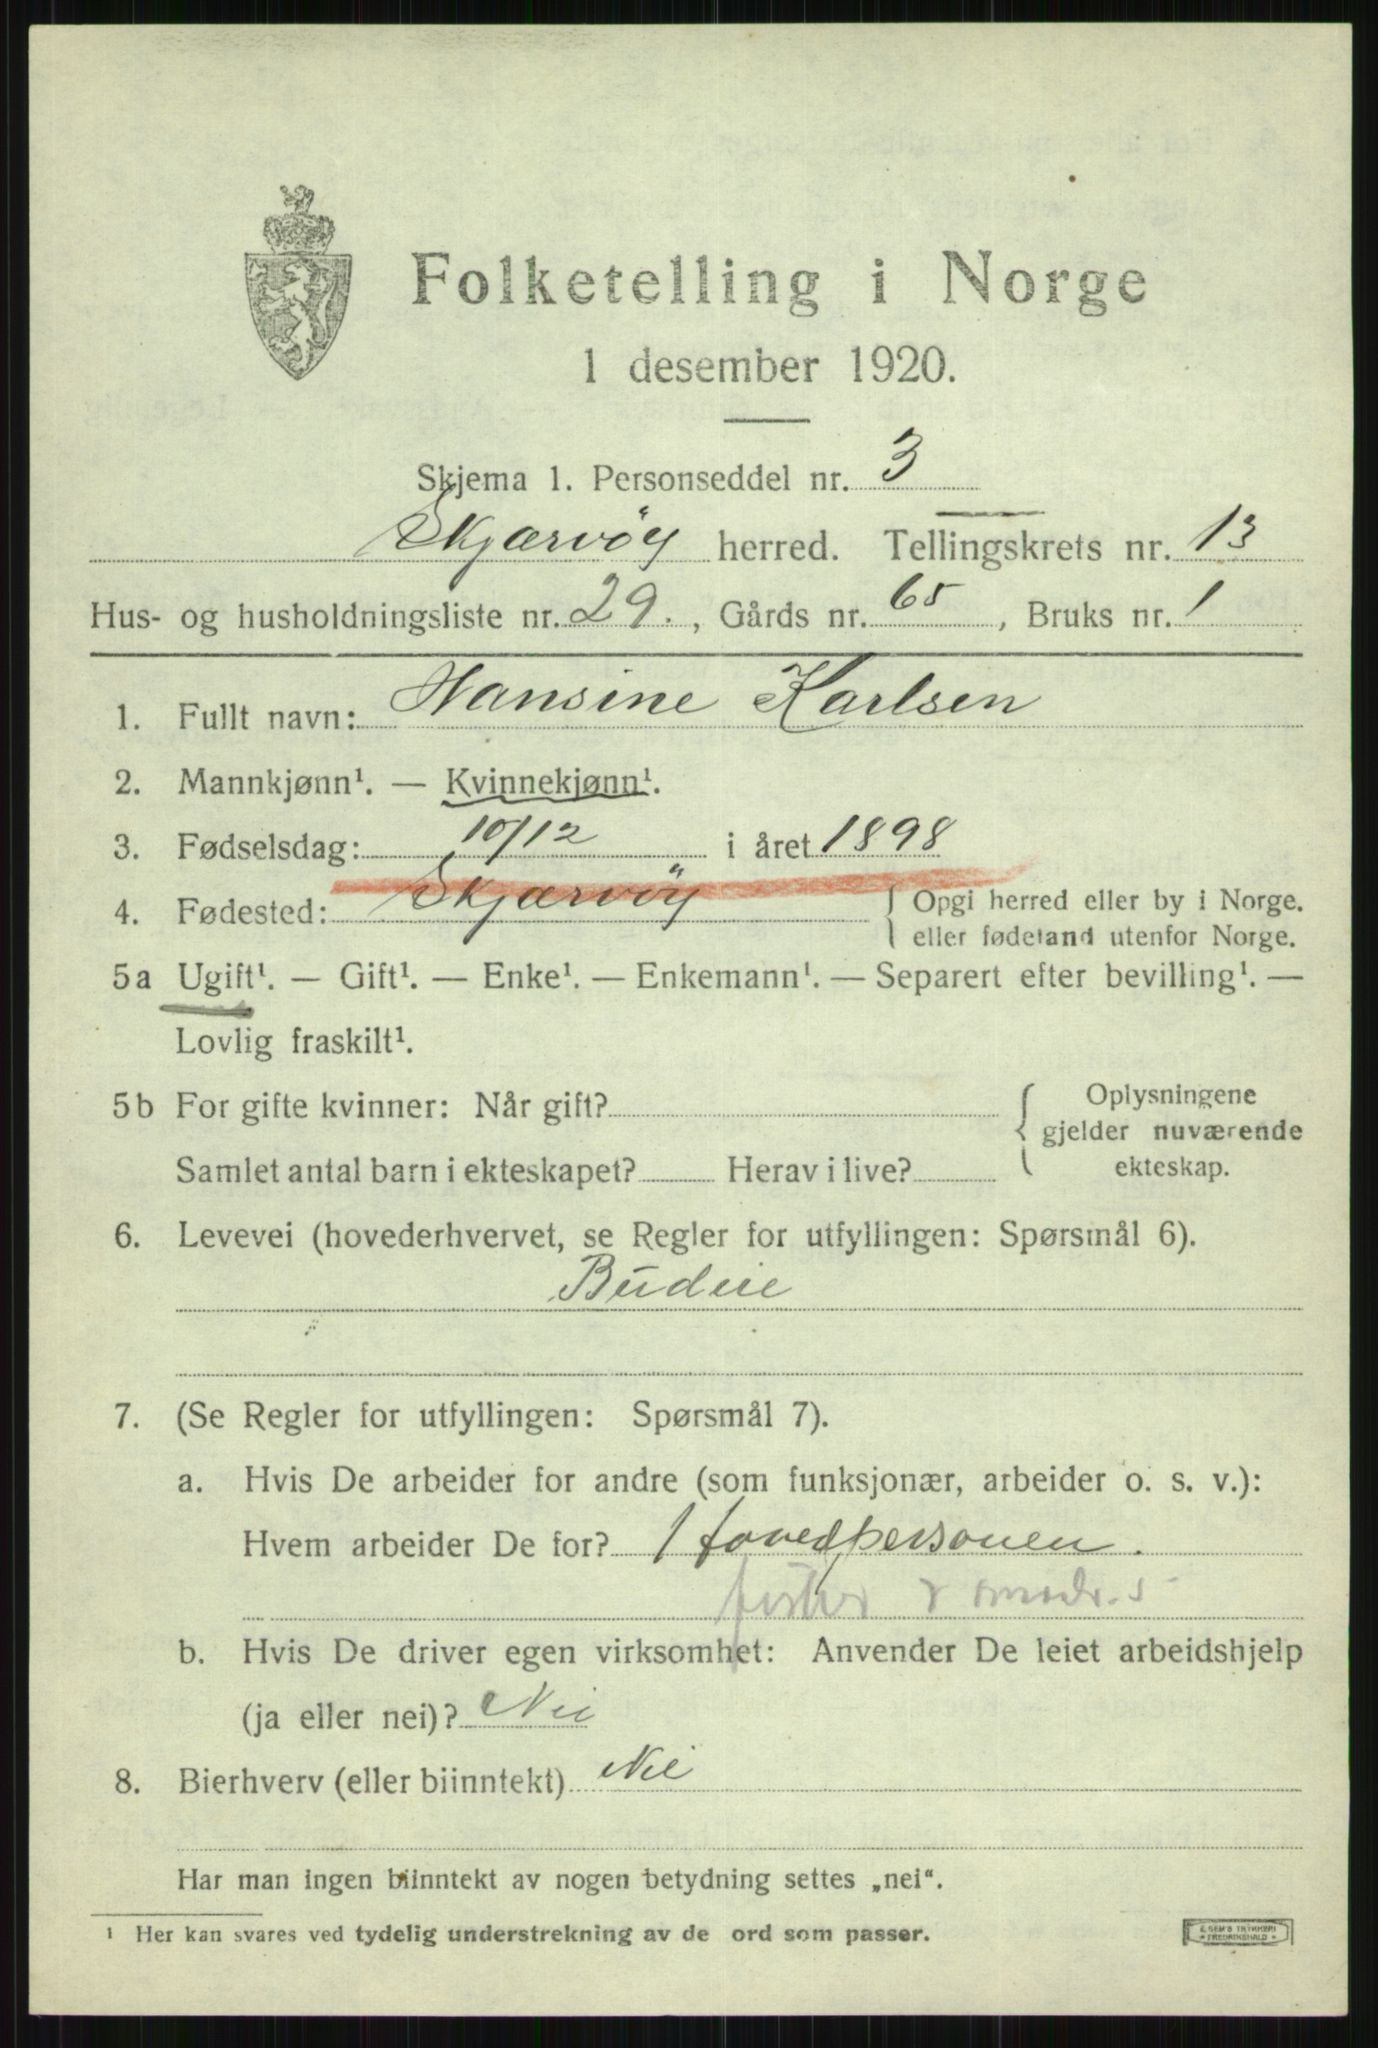 Folketelling i Norge
1 desember 1920.
Skjema 1. Personseddel nr. 3
Skjærvöy herred. Tellingskrets nr. 13
Hus- og husholdningsliste nr. 29. , Gårds nr. 65 , Bruks nr. 1
1. Fullt navn: Hansine Karlsen
2. Mannkjønn¹. — Kvinnekjønn¹.
3. Fødselsdag: 10/12 i året 1898
4. Fødested: Skjærvöy { Opgi herred eller by i Norge.
eller fødeland utenfor Norge.
5a Ugift¹. — Gift¹. — Enke¹. — Enkemann¹. — Separert efter bevilling¹. —
Lovlig fraskilt¹.
5b For gifte kvinner: Når gift? { Oplysningene
gjelder nuværende
Samlet antal barn i ekteskapet? Herav i live? ekteskap.
6. Levevei (hovederhvervet, se Regler for utfyllingen: Spørsmål 6).
Budeie
7. (Se Regler for utfyllingen: Spørsmål 7).
a. Hvis De arbeider for andre (som funksjonær, arbeider o. s. v.):
Hvem arbeider De for? Hovedpersonen.
b. Hvis De driver egen virksomhet: Anvender De leiet arbeidshjelp
(ja eller nei)? Nei
8. Bierhverv (eller biinntekt) Nei
Har man ingen biinntekt av nogen betydning settes „nei“.
¹ Her kan svares ved tydelig understrekning av de ord som passer.
E. SEM'S TRYKKERI
FREDRIKSHALD